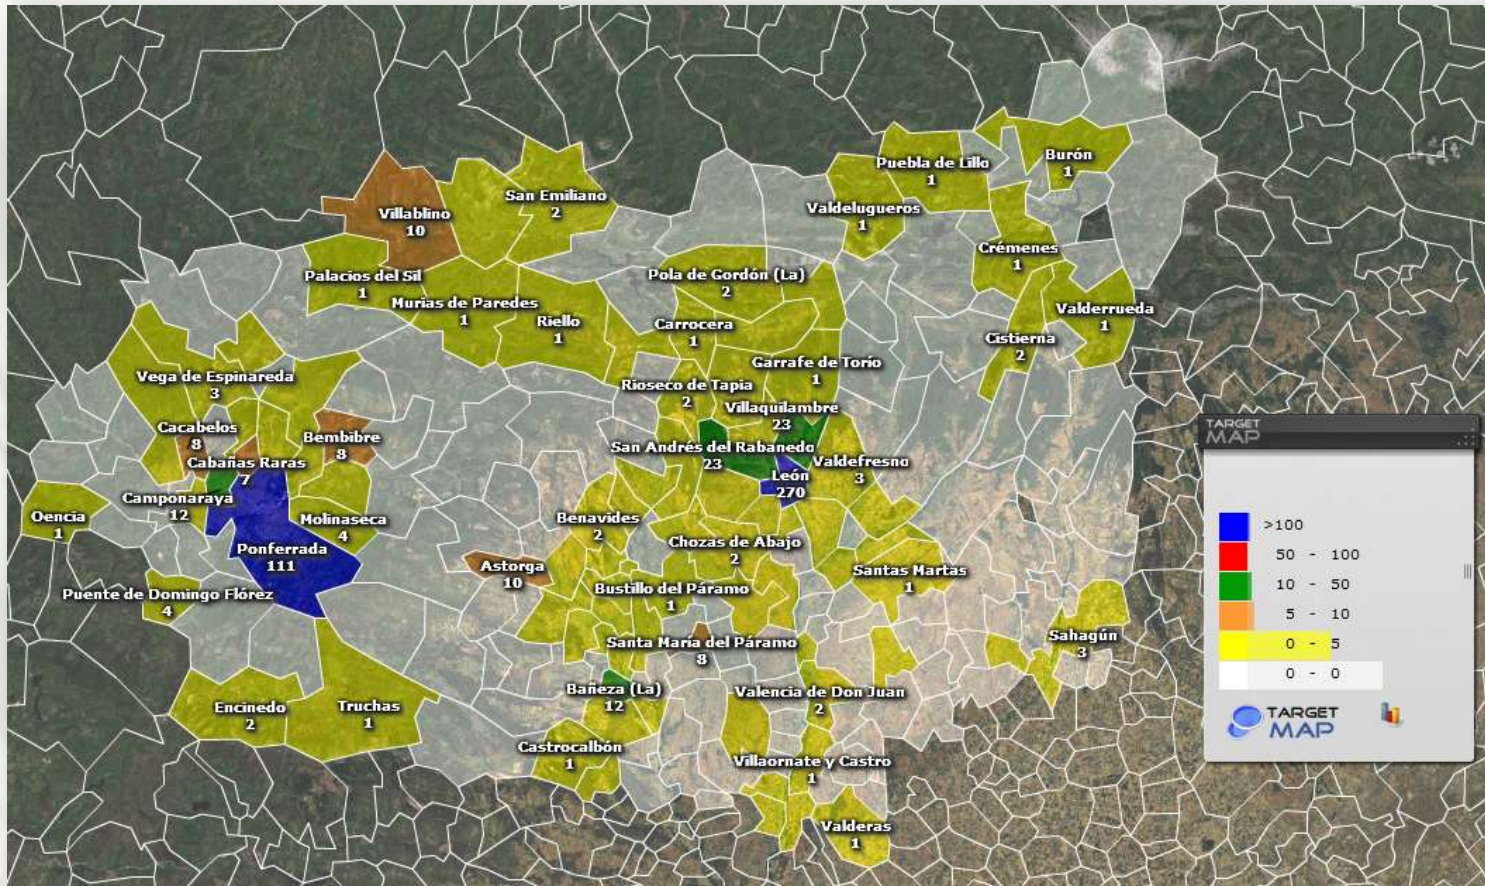 Puebla de Lillo
1
Burón
1
San Emiliano
2
Villablino
10
Valdelugueros
1
Crémenes
1
Palacios del Sil
1
Pola de Gordón (La)
2
Murias de Paredes
1
Riello
1
Carrocera
1
Valderrueda
1
Cistierna
2
Garrafe de Torío
1
Vega de Espinareda
3
Rioseco de Tapia
2
Villaquilambre
23
Cacabelos
8
Bembibre
8
San Andrés del Rabanedo
23
Cabañas Raras
7
Valdefresno
3
León
270
Camponaraya
12
Oencia
1
Molinaseca
4
Benavides
2
Ponferrada
111
Chozas de Abajo
2
Astorga
10
Santas Martas
1
Puente de Domingo Flórez
4
Bustillo del Páramo
1
Santa María del Páramo
8
Sahagún
3
Bañeza (La)
12
Valencia de Don Juan
2
Encinedo
2
Truchas
1
Castrocalbón
1
Villaornate y Castro
1
Valderas
1
TARGET
MAP
>100
50 - 100
10 - 50
5 - 10
0 - 5
0 - 0
TARGET
MAP